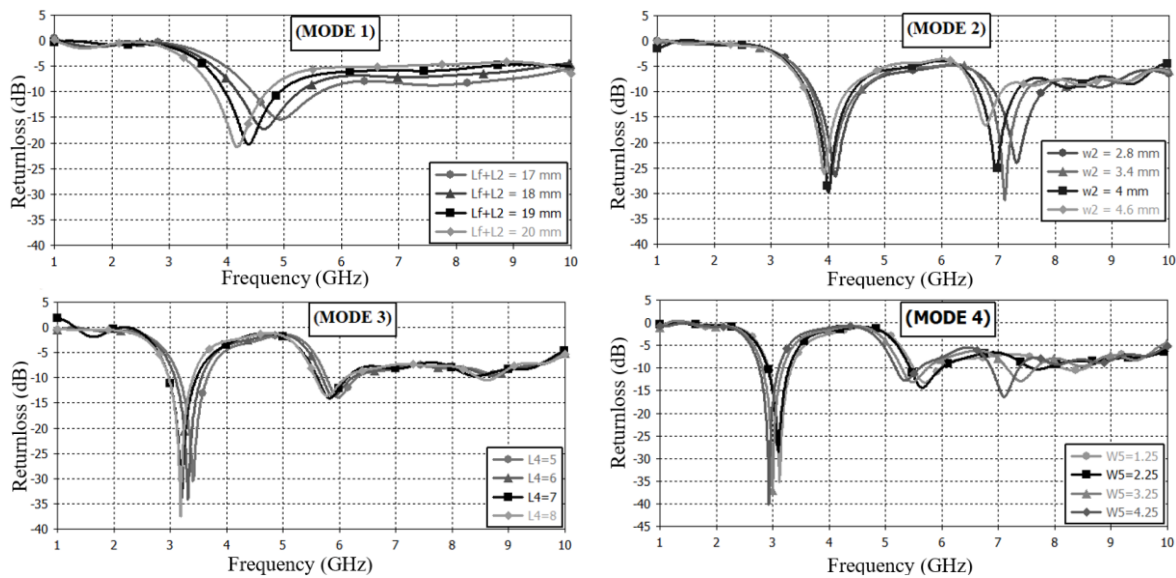 (MODE 1)
5
0
-5
-10
-15
-20
-25
-30
-35
-40
Returnloss (dB)
Lf+L2 = 17 mm
Lf+L2 = 18 mm
Lf+L2 = 19 mm
Lf+L2 = 20 mm
1 2 3 4 5 6 7 8 9 10
Frequency (GHz)
(MODE 2)
5
0
-5
-10
-15
-20
-25
-30
-35
-40
Returnloss (dB)
w2 = 2.8 mm
w2 = 3.4 mm
w2 = 4 mm
w2 = 4.6 mm
1 2 3 4 5 6 7 8 9 10
Frequency (GHz)
(MODE 3)
5
0
-5
-10
-15
-20
-25
-30
-35
-40
Returnloss (dB)
L4=5
L4=6
L4=7
L4=8
1 2 3 4 5 6 7 8 9 10
Frequency (GHz)
(MODE 4)
5
0
-5
-10
-15
-20
-25
-30
-35
-40
-45
Returnloss (dB)
W5=1.25
W5=2.25
W5=3.25
W5=4.25
1 2 3 4 5 6 7 8 9 10
Frequency (GHz)